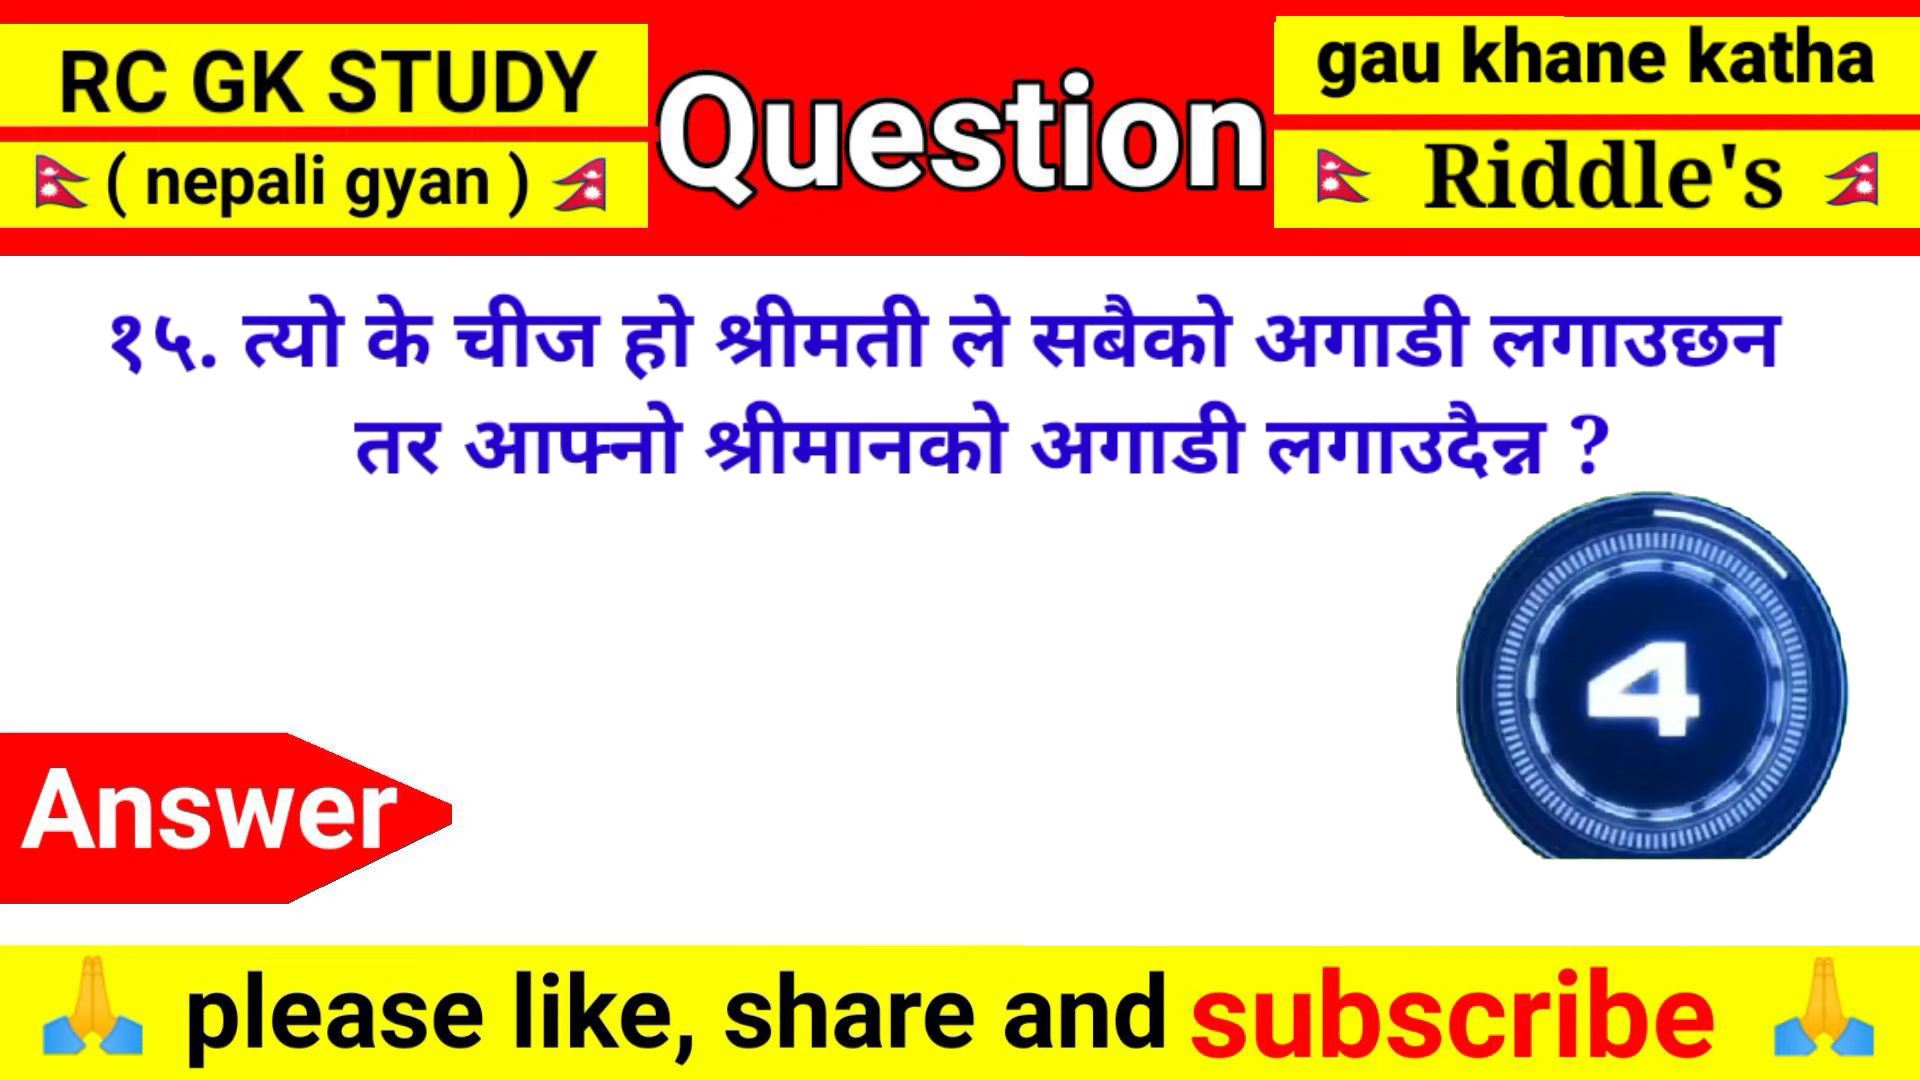 RC GK STUDY
( nepali gyan )
Question
gau khane katha
Riddle's
१५. त्यो के चीज हो श्रीमती ले सबैको अगाडी लगाउछन
तर आफ्नो श्रीमानको अगाडी लगाउदैन्न ?
4
Answer
please like, share and subscribe